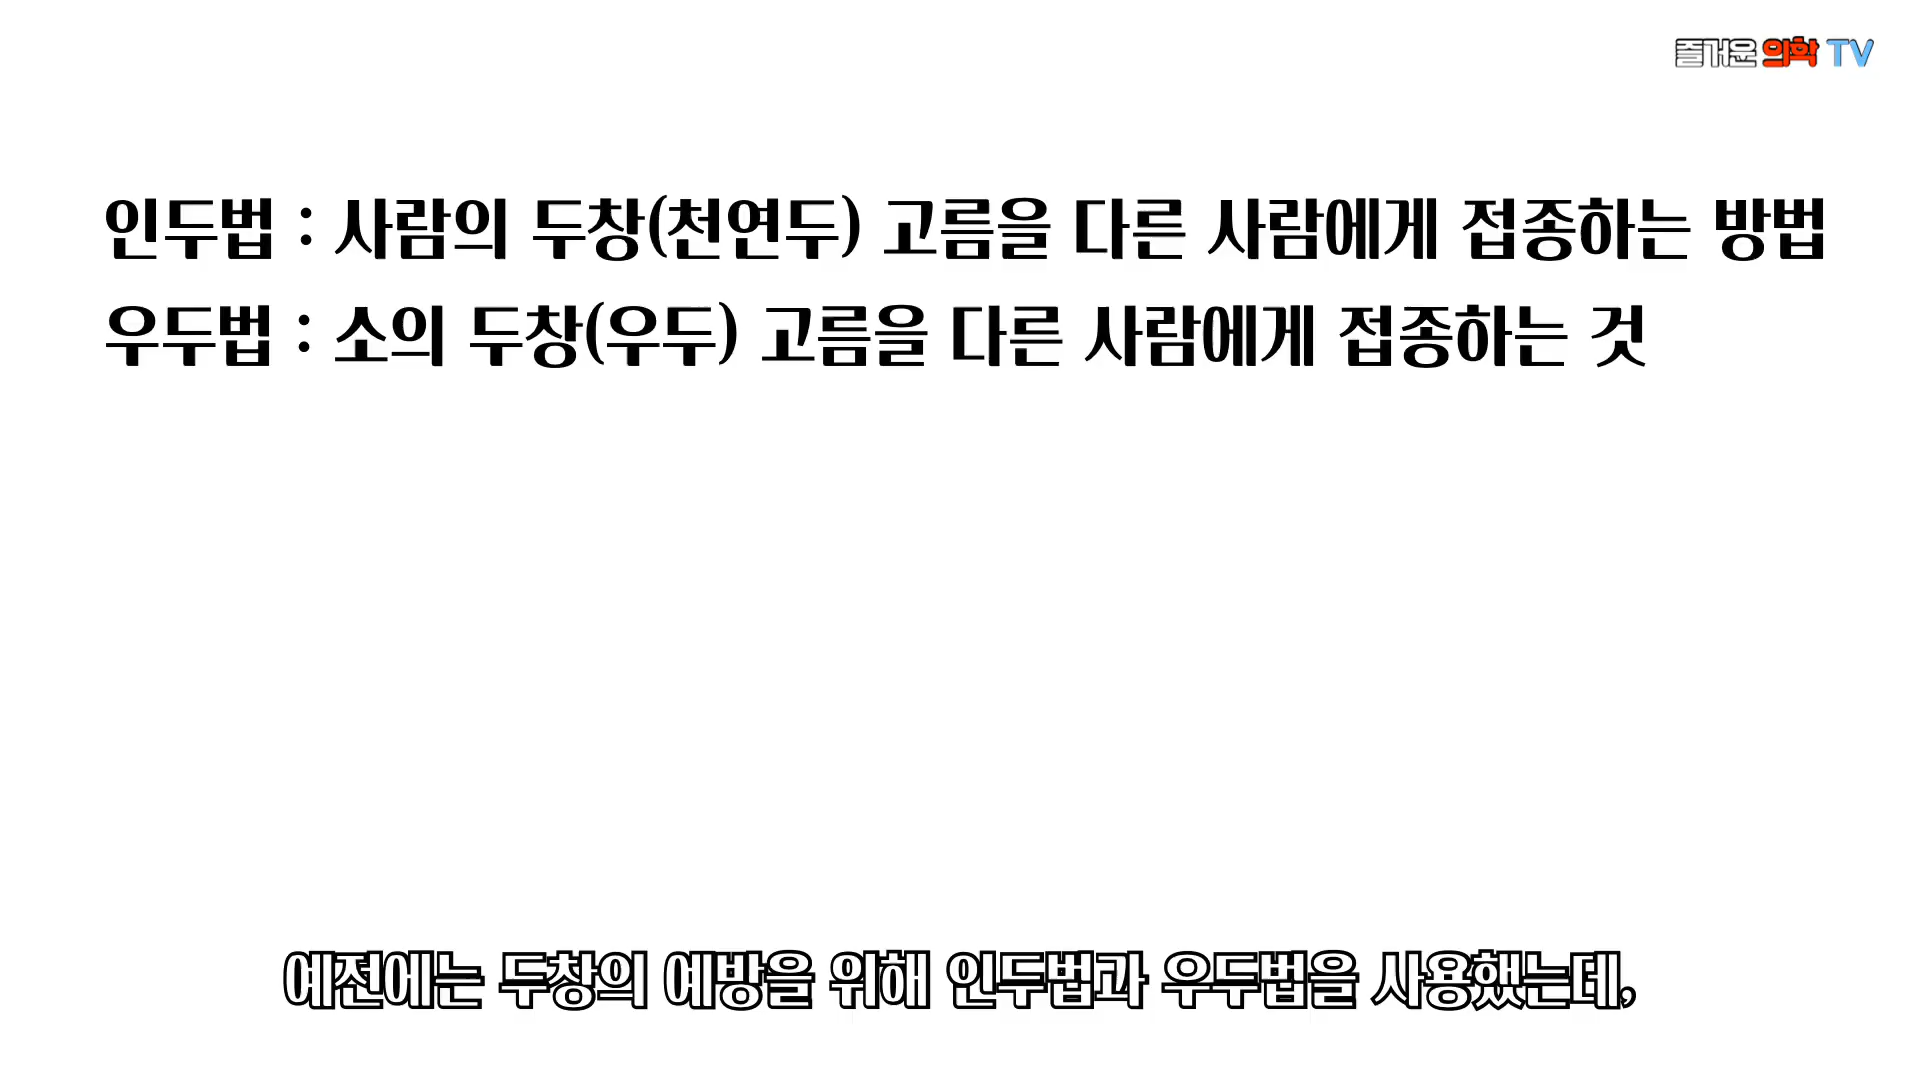 즐거운 의학 TV
인두법 : 사람의 두창(천연두) 고름을 다른 사람에게 접종하는 방법
우두법 : 소의 두창(우두) 고름을 다른 사람에게 접종하는 것
예전에는 두창의 예방을 위해 인두법과 우두법을 사용했는데,